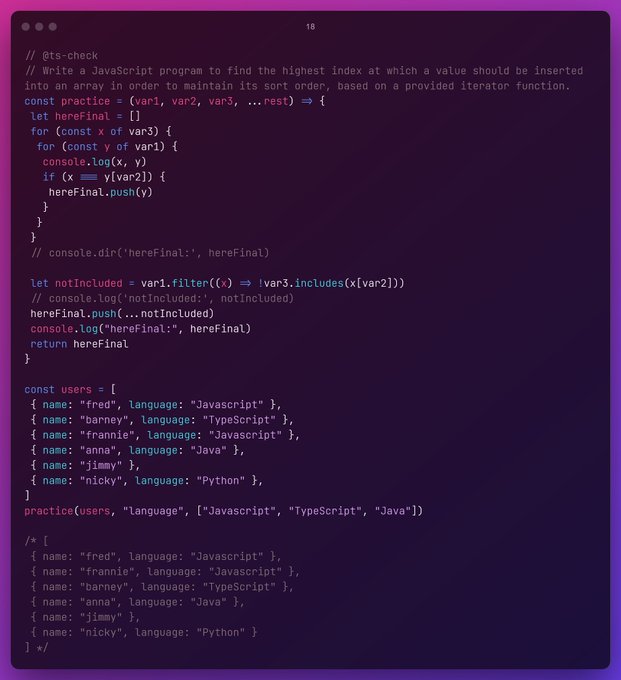 18
// @ts-check
// Write a JavaScript program to find the highest index at which a value should be inserted
into an array in order to maintain its sort order, based on a provided iterator function.
const practice = (var1, var2, var3, ...rest) => {
 let hereFinal = []
 for (const x of var3) {
  for (const y of var1) {
   console.log(x, y)
   if (x === y[var2]) {
    hereFinal.push(y)
   }
  }
 }
 // console.dir('hereFinal:', hereFinal)

 let notIncluded = var1.filter((x) => !var3.includes(x[var2]))
 // console.log('notIncluded:', notIncluded)
 hereFinal.push(...notIncluded)
 console.log("hereFinal:", hereFinal)
 return hereFinal
}

const users = [
 { name: "fred", language: "Javascript" },
 { name: "barney", language: "TypeScript" },
 { name: "frannie", language: "Javascript" },
 { name: "anna", language: "Java" },
 { name: "jimmy" },
 { name: "nicky", language: "Python" },
]
practice(users, "language", ["Javascript", "TypeScript", "Java"])

/* [
 { name: "fred", language: "Javascript" },
 { name: "frannie", language: "Javascript" },
 { name: "barney", language: "TypeScript" },
 { name: "anna", language: "Java" },
 { name: "jimmy" },
 { name: "nicky", language: "Python" }
] */